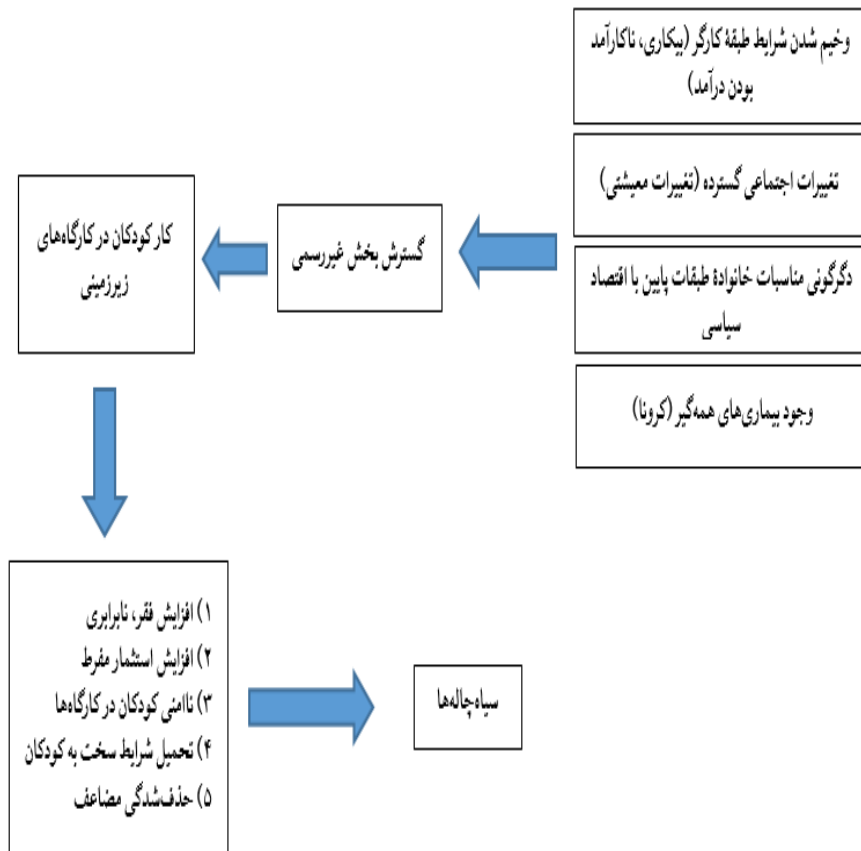 وخیم شدن شرایط طبقهٔ کارگر (بیکاری، ناکارآمد
بودن درآمد)
تغییرات اجتماعی گسترده (تغییرات معیشتی)
دگرگونی مناسبات خانوادهٔ طبقات پایین با اقتصاد
سیاسی
وجود بیماری‌های همه‌گیر (کرونا)
گسترش بخش غیررسمی
کار کودکان در کارگاه‌های
زیرزمینی
۱) افزایش فقر، نابرابری
۲) افزایش استثمار مفرط
۳) ناامنی کودکان در کارگاه‌ها
۴) تحمیل شرایط سخت به کودکان
۵) حذف‌شدگی مضاعف
سیاه‌چاله‌ها